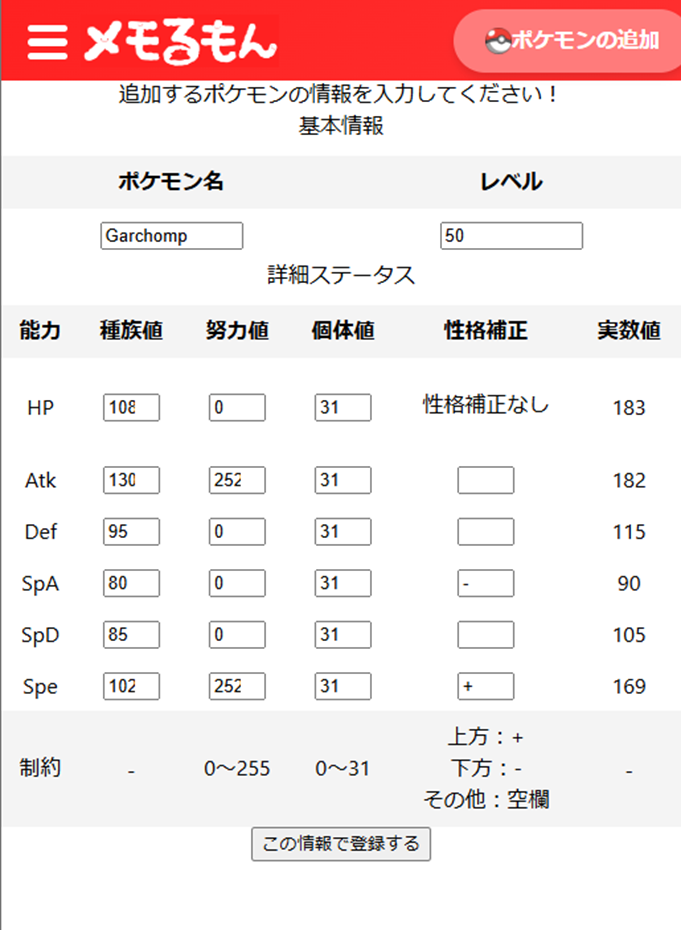 メモるもん
ポケモンの追加
追加するポケモンの情報を入力してください！
基本情報
ポケモン名 レベル
Garchomp 50
詳細ステータス
能力 種族値 努力値 個体値 性格補正 実数値
HP 108 0 31 性格補正なし 183
Atk 130 252 31 182
Def 95 0 31 115
SpA 80 0 31 - 90
SpD 85 0 31 105
Spe 102 252 31 + 169
制約 - 0～255 0～31 上方：+ -
下方：-
その他：空欄
この情報で登録する